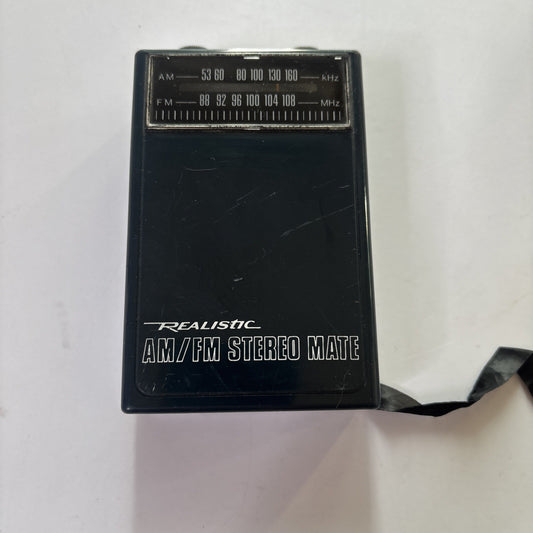 AM 53 60 80 100 130 160 kHz
FM 88 92 96 100 104 108 MHz
REALISTIC
AM/FM STEREO MATE